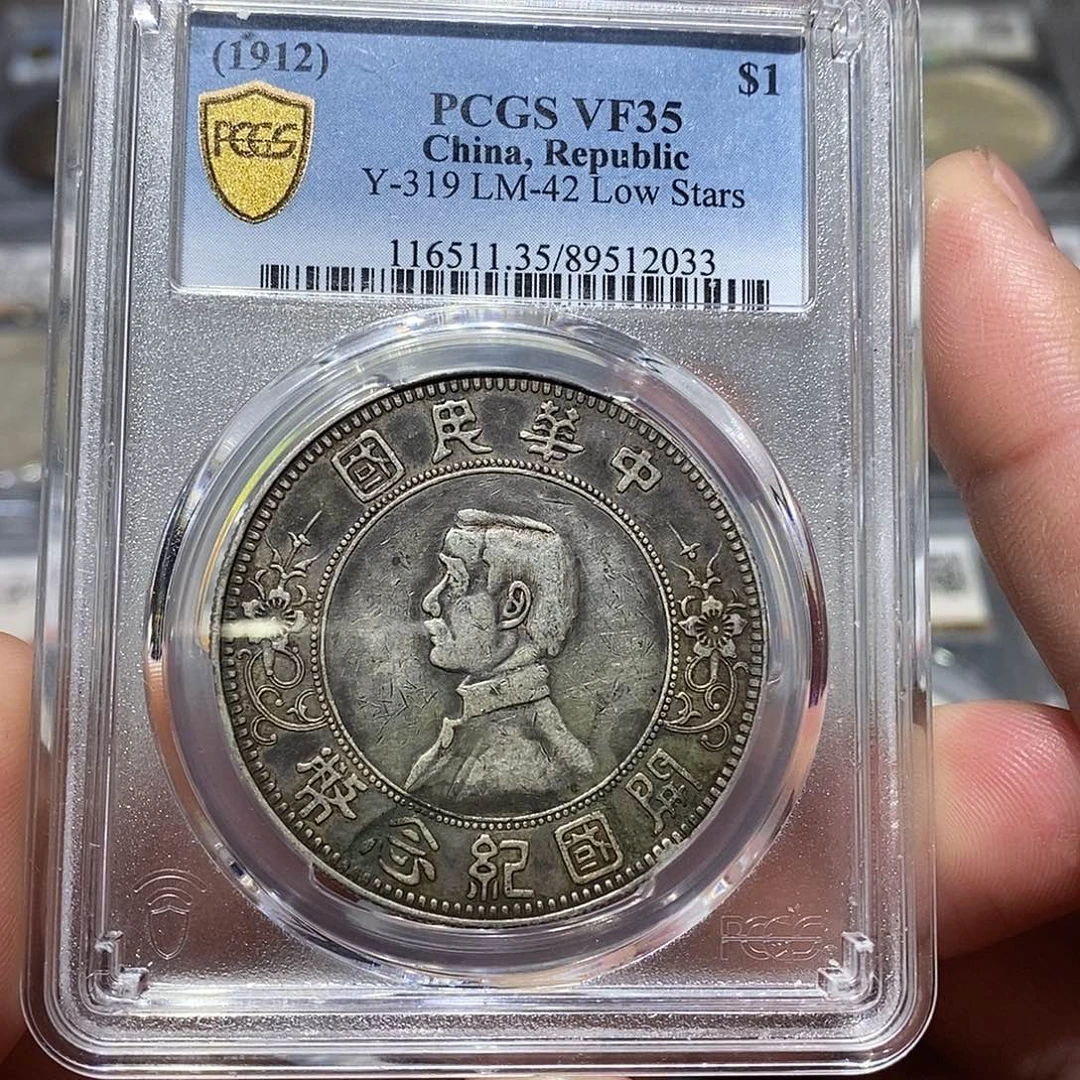 (1912)
$1
PCGS
PCGS VF35
China, Republic
Y-319 LM-42 Low Stars
116511.35/89512033
中華民國
開國紀念幣
PCGS